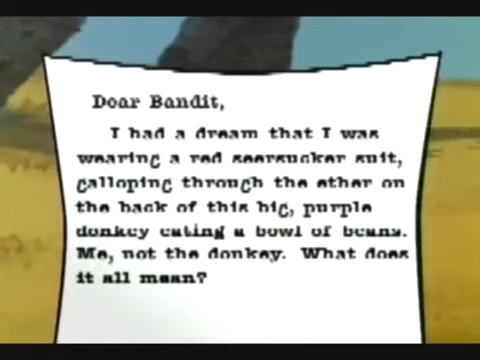 Dear Bandit,
I had a dream that I was
wearing a red seersucker suit,
galloping through the ether on
the back of this big, purple
donkey eating a bowl of beans.
Me, not the donkey. What does
it all mean?